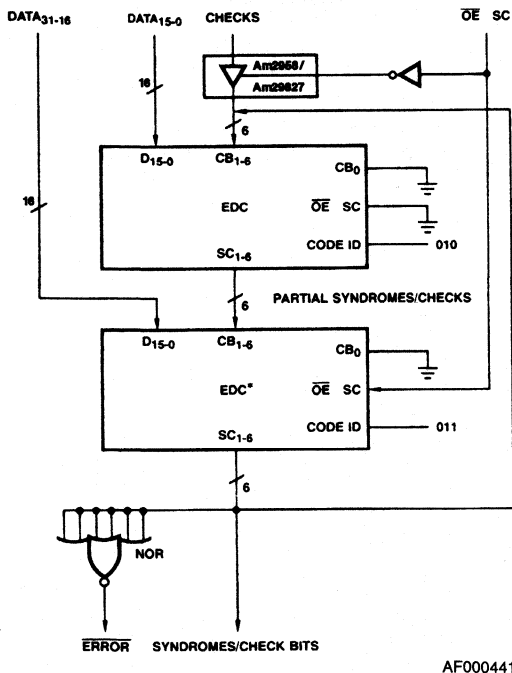 DATA31-16 DATA15-0 CHECKS OE SC
Am2958/
Am29827
16
6
D15-0 CB1-6 CB0
EDC OE SC
16
CODE ID 010
SC1-6
6 PARTIAL SYNDROMES/CHECKS
D15-0 CB1-6 CB0
EDC* OE SC
CODE ID 011
SC1-6
6
NOR
ERROR SYNDROMES/CHECK BITS
AF000441